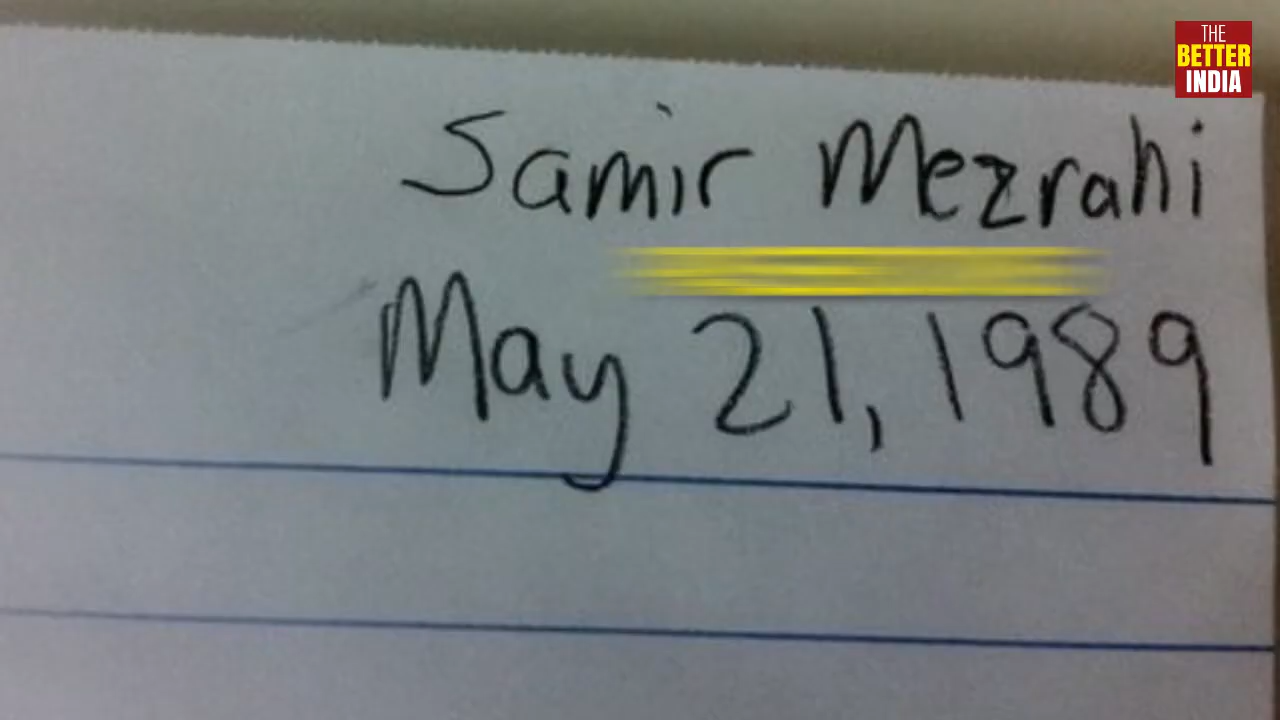 THE
BETTER
INDIA
Samir Mezrahi
May 21, 1989